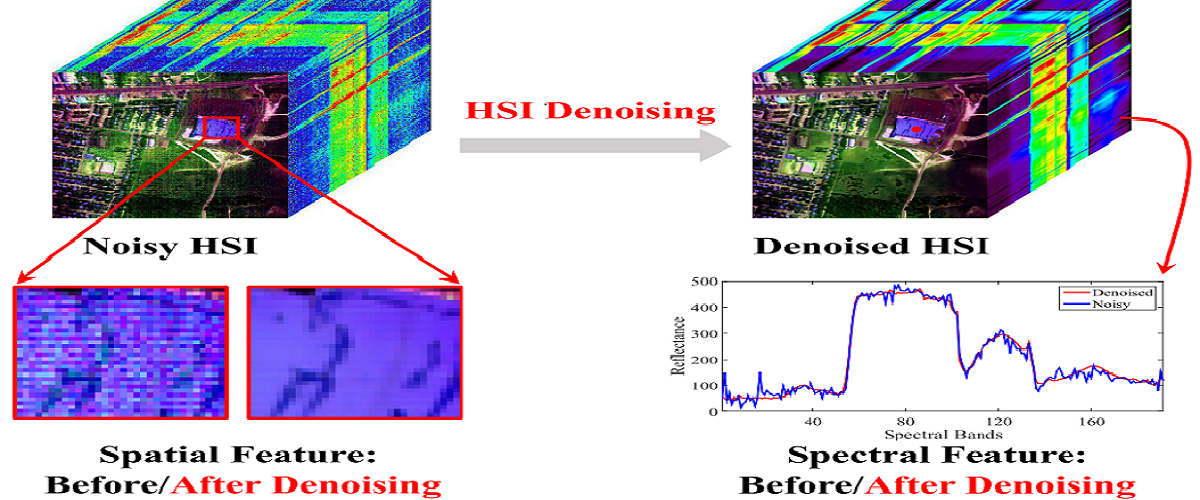 HSI Denoising
Noisy HSI
Denoised HSI
500
400
300
200
100
0
Reflectance
Denoised
Noisy
40
80
120
160
Spectral Bands
Spatial Feature:
Before/After Denoising
Spectral Feature:
Before/After Denoising